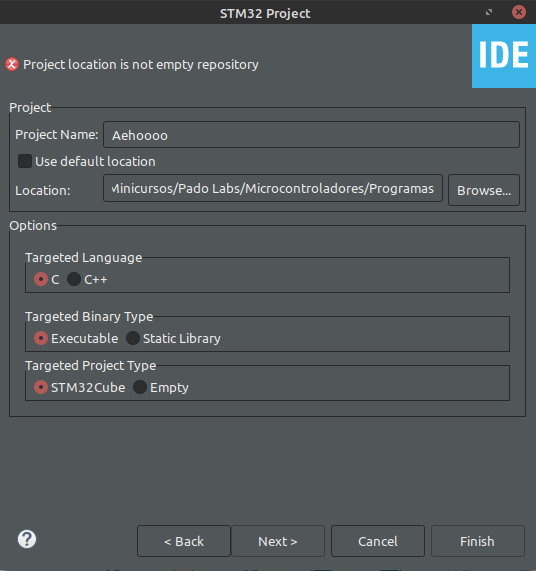 STM32 Project
IDE
Project location is not empty repository
Project
Project Name: Aehoooo
Use default location
Location: Minicursos/Pado Labs/Microcontroladores/Programas Browse...
Options
Targeted Language
C C++
Targeted Binary Type
Executable Static Library
Targeted Project Type
STM32Cube Empty
? < Back Next > Cancel Finish